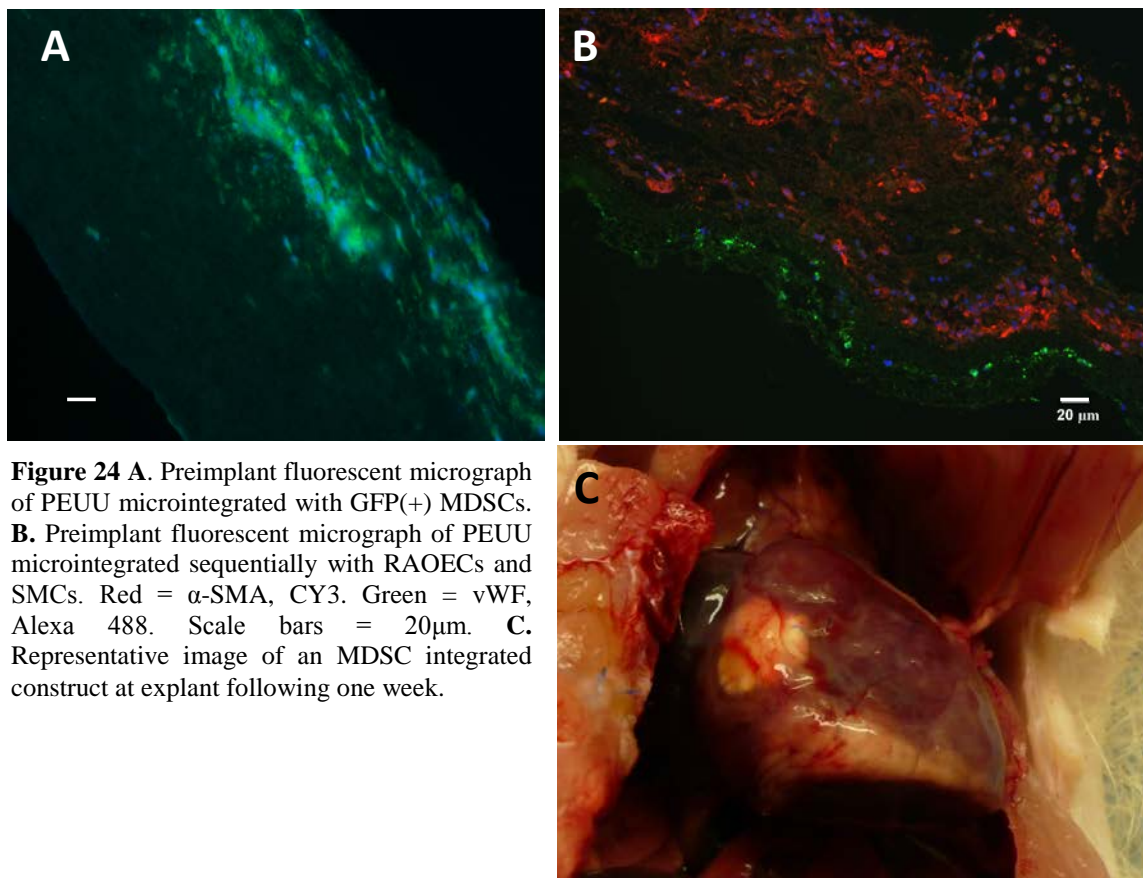 A
B
20 µm
Figure 24 A. Preimplant fluorescent micrograph
of PEUU microintegrated with GFP(+) MDSCs.
B. Preimplant fluorescent micrograph of PEUU
microintegrated sequentially with RAOECs and
SMCs. Red = α-SMA, CY3. Green = vWF,
Alexa 488. Scale bars = 20µm. C.
Representative image of an MDSC integrated
construct at explant following one week.
C